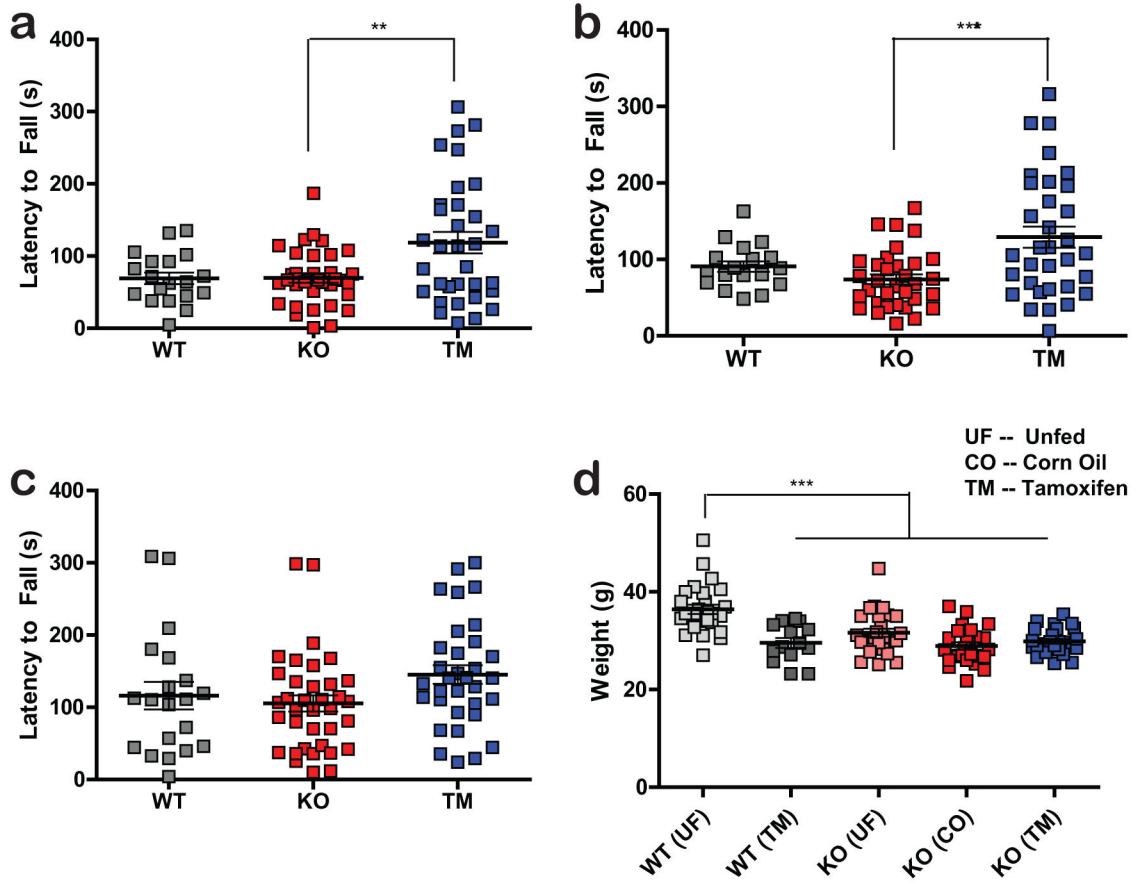 a
**
400
300
200
100
0
Latency to Fall (s)
WT KO TM
b
***
400
300
200
100
0
Latency to Fall (s)
WT KO TM
c
400
300
200
100
0
Latency to Fall (s)
WT KO TM
UF -- Unfed
CO -- Corn Oil
TM -- Tamoxifen
d
***
60
40
20
0
Weight (g)
WT (UF)
WT (TM)
KO (UF)
KO (CO)
KO (TM)